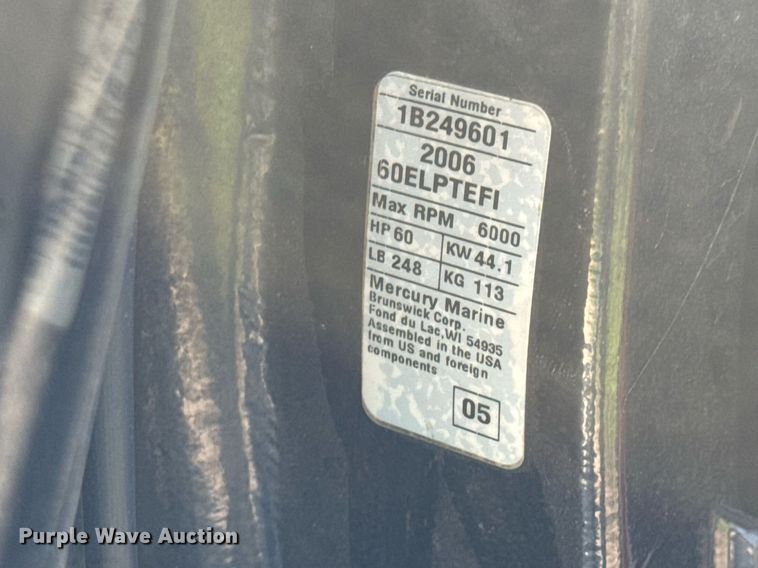 Serial Number
1B249601
2006
60ELPTEFI
Max RPM 6000
HP 60 KW 44.1
LB 248 KG 113
Mercury Marine
Brunswick Corp.
Fond du Lac,WI 54935
Assembled in the USA
from US and foreign
components
05
Purple Wave Auction